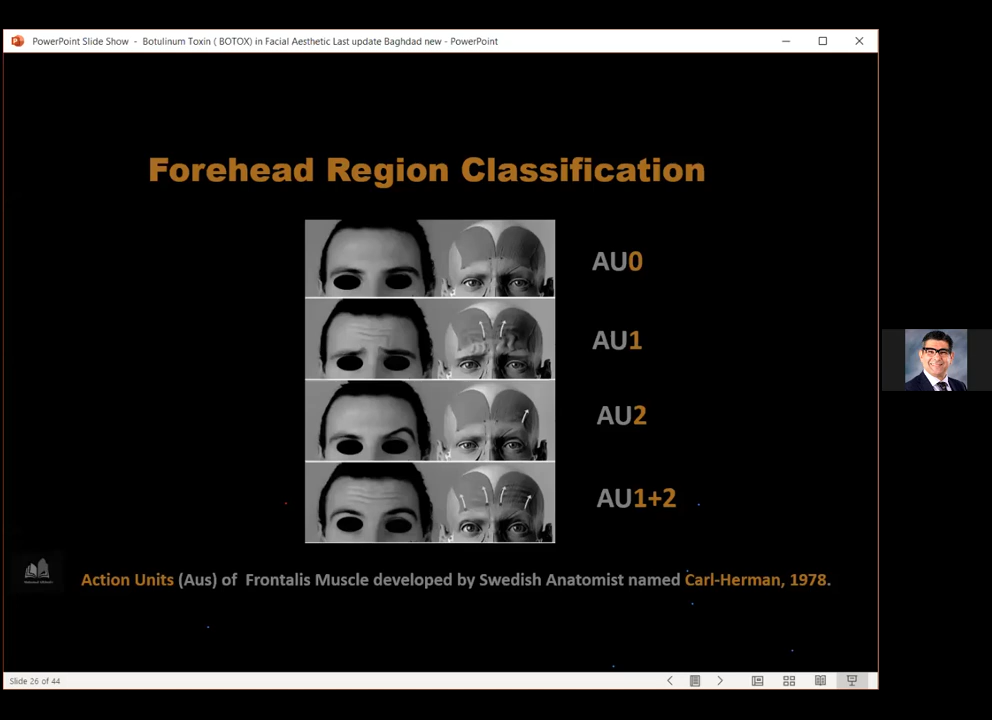 PowerPoint Slide Show - Botulinum Toxin ( BOTOX) in Facial Aesthetic Last update Baghdad new - PowerPoint
Forehead Region Classification
AU0
AU1
AU2
AU1+2
Action Units (Aus) of Frontalis Muscle developed by Swedish Anatomist named Carl-Herman, 1978.
Slide 26 of 44